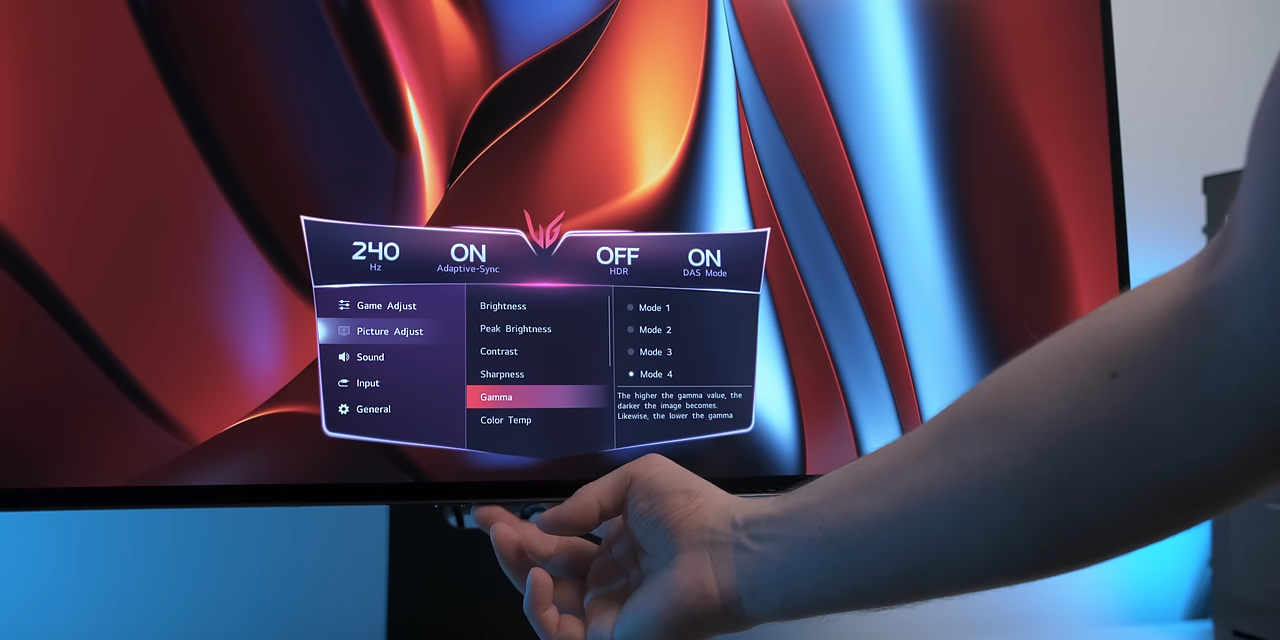 240 ON OFF ON
Hz Adaptive-Sync HDR DAS Mode
Game Adjust
Picture Adjust
Sound
Input
General
Brightness
Peak Brightness
Contrast
Sharpness
Gamma
Color Temp
Mode 1
Mode 2
Mode 3
Mode 4
The higher the gamma value, the
darker the image becomes.
Likewise, the lower the gamma